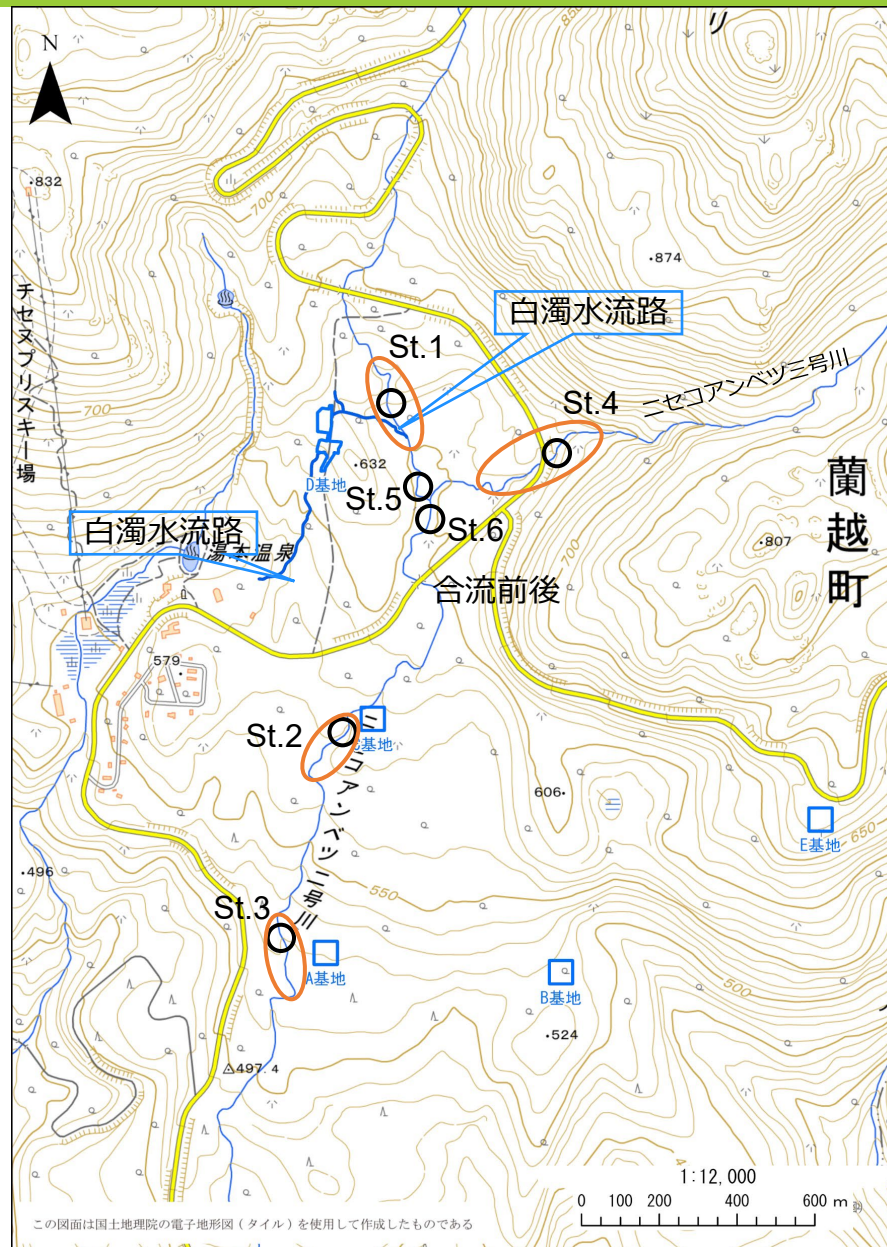 N
リ
850
832
700
874
チセヌプリスキー場
白濁水流路
St.1
ニセコアンベツ三号川
St.4
700
632
D基地
St.5
蘭越町
白濁水流路
St.6
湯本温泉
807
700
合流前後
579
St.2
C基地
ニセコアンベツ二号川
606
E基地
650
496
550
St.3
A基地
B基地
500
524
497.4
1:12,000
0 100 200 400 600 m
この図面は国土地理院の電子地形図(タイル)を使用して作成したものである